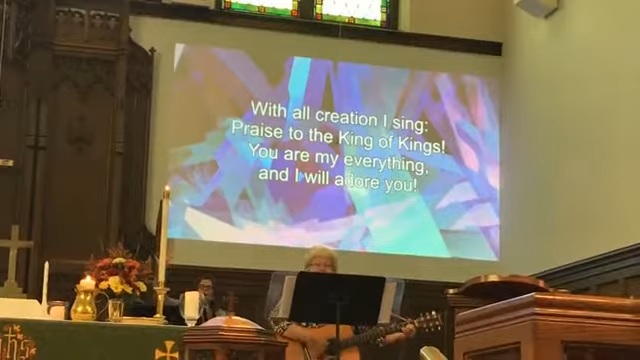 With all creation I sing:
Praise to the King of Kings!
You are my everything,
and I will adore you!